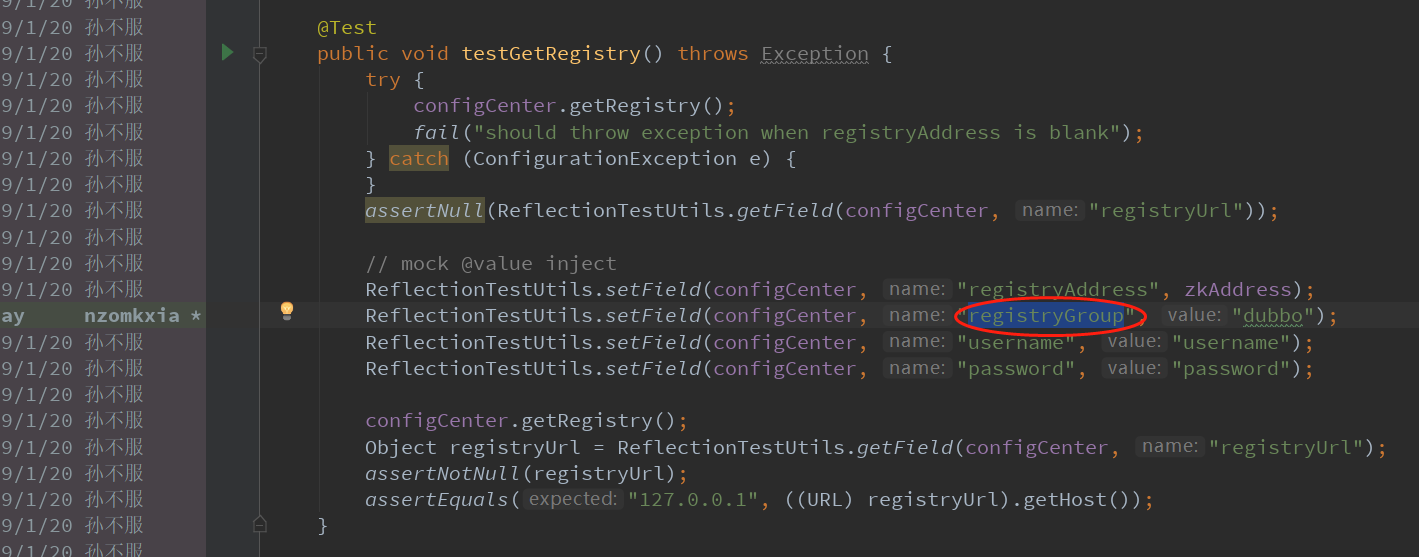 9/1/20 孙不服
9/1/20 孙不服 @Test
9/1/20 孙不服 public void testGetRegistry() throws Exception {
9/1/20 孙不服 try {
9/1/20 孙不服 configCenter.getRegistry();
9/1/20 孙不服 fail("should throw exception when registryAddress is blank");
9/1/20 孙不服 } catch (ConfigurationException e) {
9/1/20 孙不服 }
9/1/20 孙不服 assertNull(ReflectionTestUtils.getField(configCenter, name: "registryUrl"));
9/1/20 孙不服
9/1/20 孙不服 // mock @value inject
9/1/20 孙不服 ReflectionTestUtils.setField(configCenter, name: "registryAddress", zkAddress);
ay nzomkxia * ReflectionTestUtils.setField(configCenter, name: "registryGroup", value: "dubbo");
9/1/20 孙不服 ReflectionTestUtils.setField(configCenter, name: "username", value: "username");
9/1/20 孙不服 ReflectionTestUtils.setField(configCenter, name: "password", value: "password");
9/1/20 孙不服
9/1/20 孙不服 configCenter.getRegistry();
9/1/20 孙不服 Object registryUrl = ReflectionTestUtils.getField(configCenter, name: "registryUrl");
9/1/20 孙不服 assertNotNull(registryUrl);
9/1/20 孙不服 assertEquals( expected: "127.0.0.1", ((URL) registryUrl).getHost());
9/1/20 孙不服 }
9/1/20 孙不服